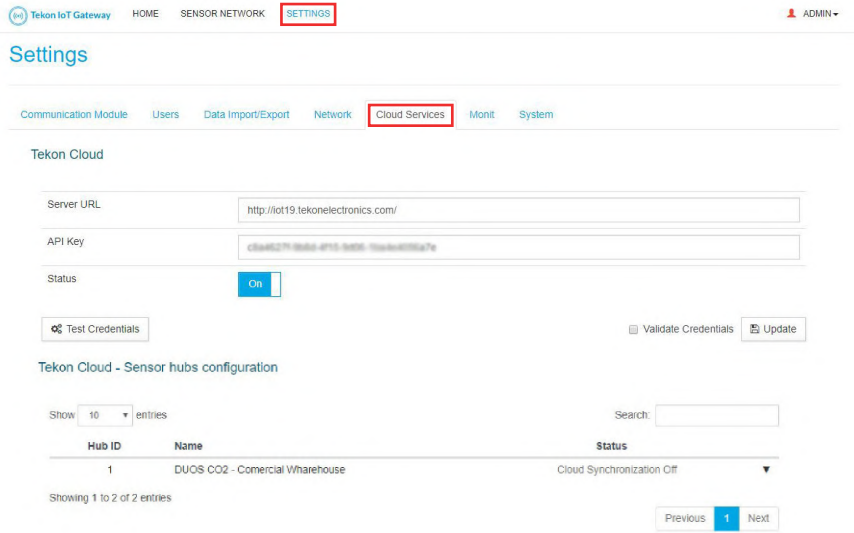 Tekon IoT Gateway HOME SENSOR NETWORK SETTINGS ADMIN
Settings
Communication Module Users Data Import/Export Network Cloud Services Monit System
Tekon Cloud
Server URL http://iot19.tekonelectronics.com/
API Key
Status On
Test Credentials Validate Credentials Update
Tekon Cloud - Sensor hubs configuration
Show 10 entries Search:
Hub ID Name Status
1 DUOS CO2 - Comercial Wharehouse Cloud Synchronization Off
Showing 1 to 2 of 2 entries
Previous 1 Next